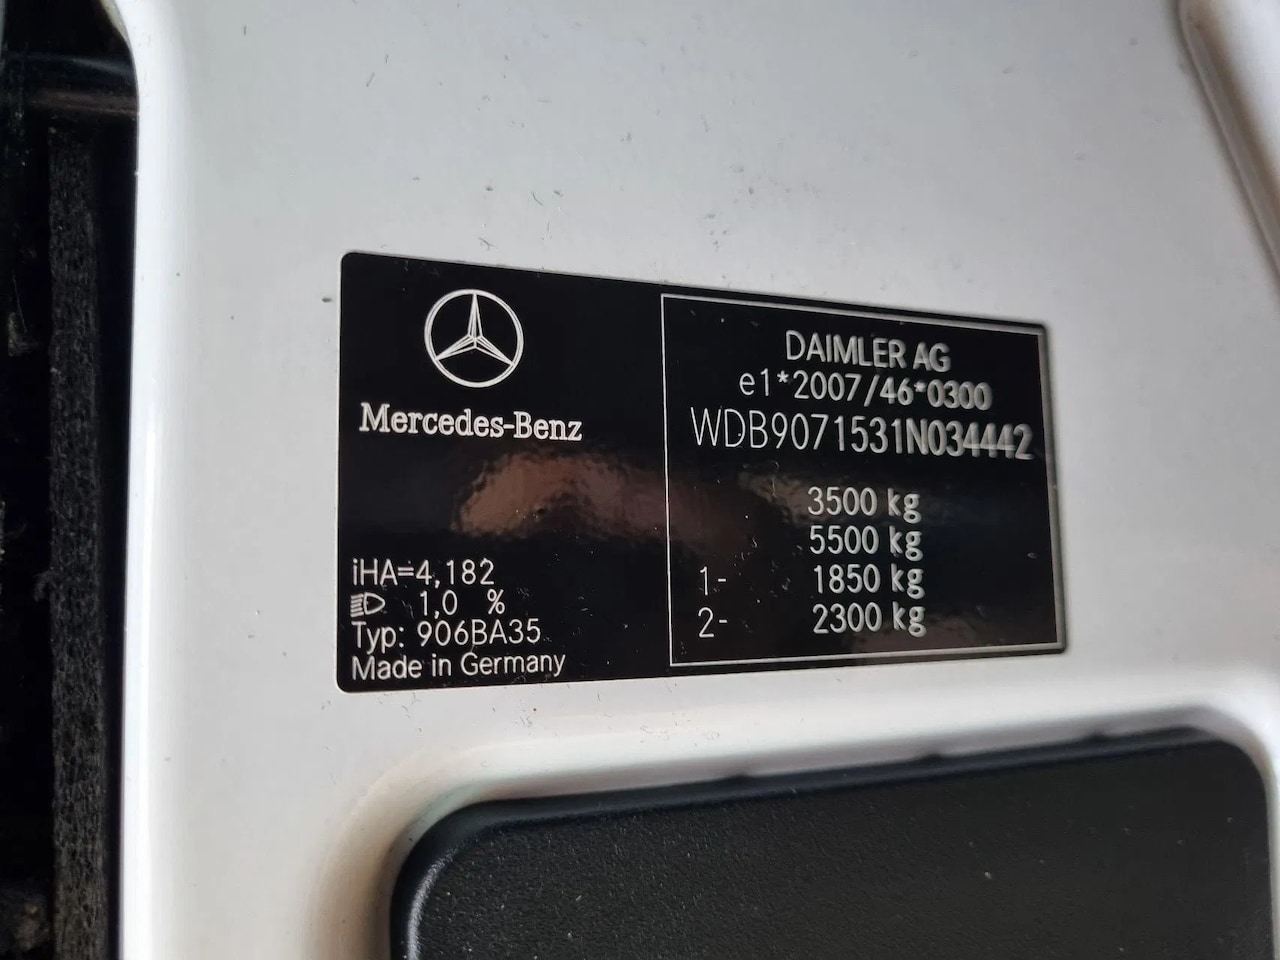 Mercedes-Benz
iHA=4,182
1,0 %
Typ: 906BA35
Made in Germany
DAIMLER AG
e1*2007/46*0300
WDB9071531N034442
3500 kg
5500 kg
1- 1850 kg
2- 2300 kg